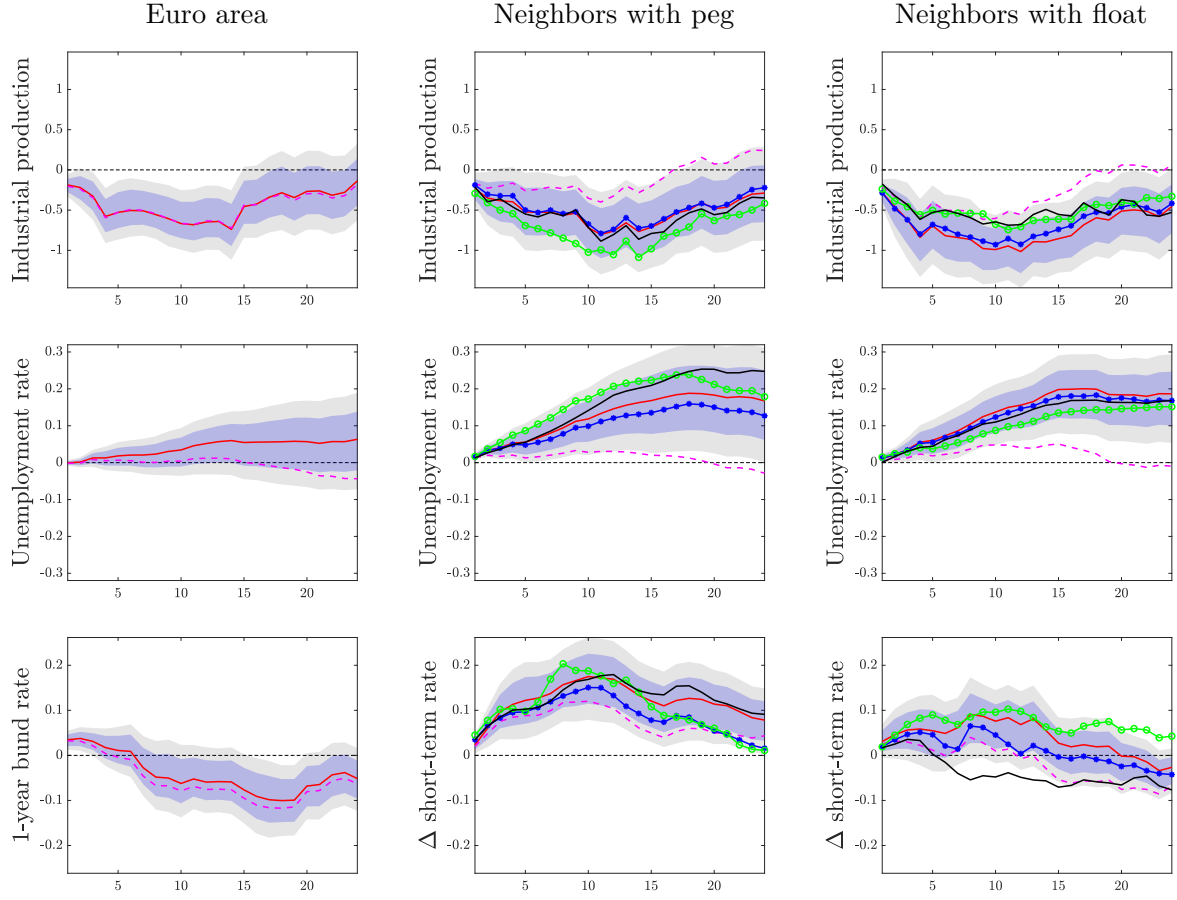 Euro area
Neighbors with peg
Neighbors with float
Industrial production
1
0.5
0
-0.5
-1
5 10 15 20
Industrial production
1
0.5
0
-0.5
-1
5 10 15 20
Industrial production
1
0.5
0
-0.5
-1
5 10 15 20
Unemployment rate
0.3
0.2
0.1
0
-0.1
-0.2
-0.3
5 10 15 20
Unemployment rate
0.3
0.2
0.1
0
-0.1
-0.2
-0.3
5 10 15 20
Unemployment rate
0.3
0.2
0.1
0
-0.1
-0.2
-0.3
5 10 15 20
1-year bund rate
0.2
0.1
0
-0.1
-0.2
5 10 15 20
Δ short-term rate
0.2
0.1
0
-0.1
-0.2
5 10 15 20
Δ short-term rate
0.2
0.1
0
-0.1
-0.2
5 10 15 20